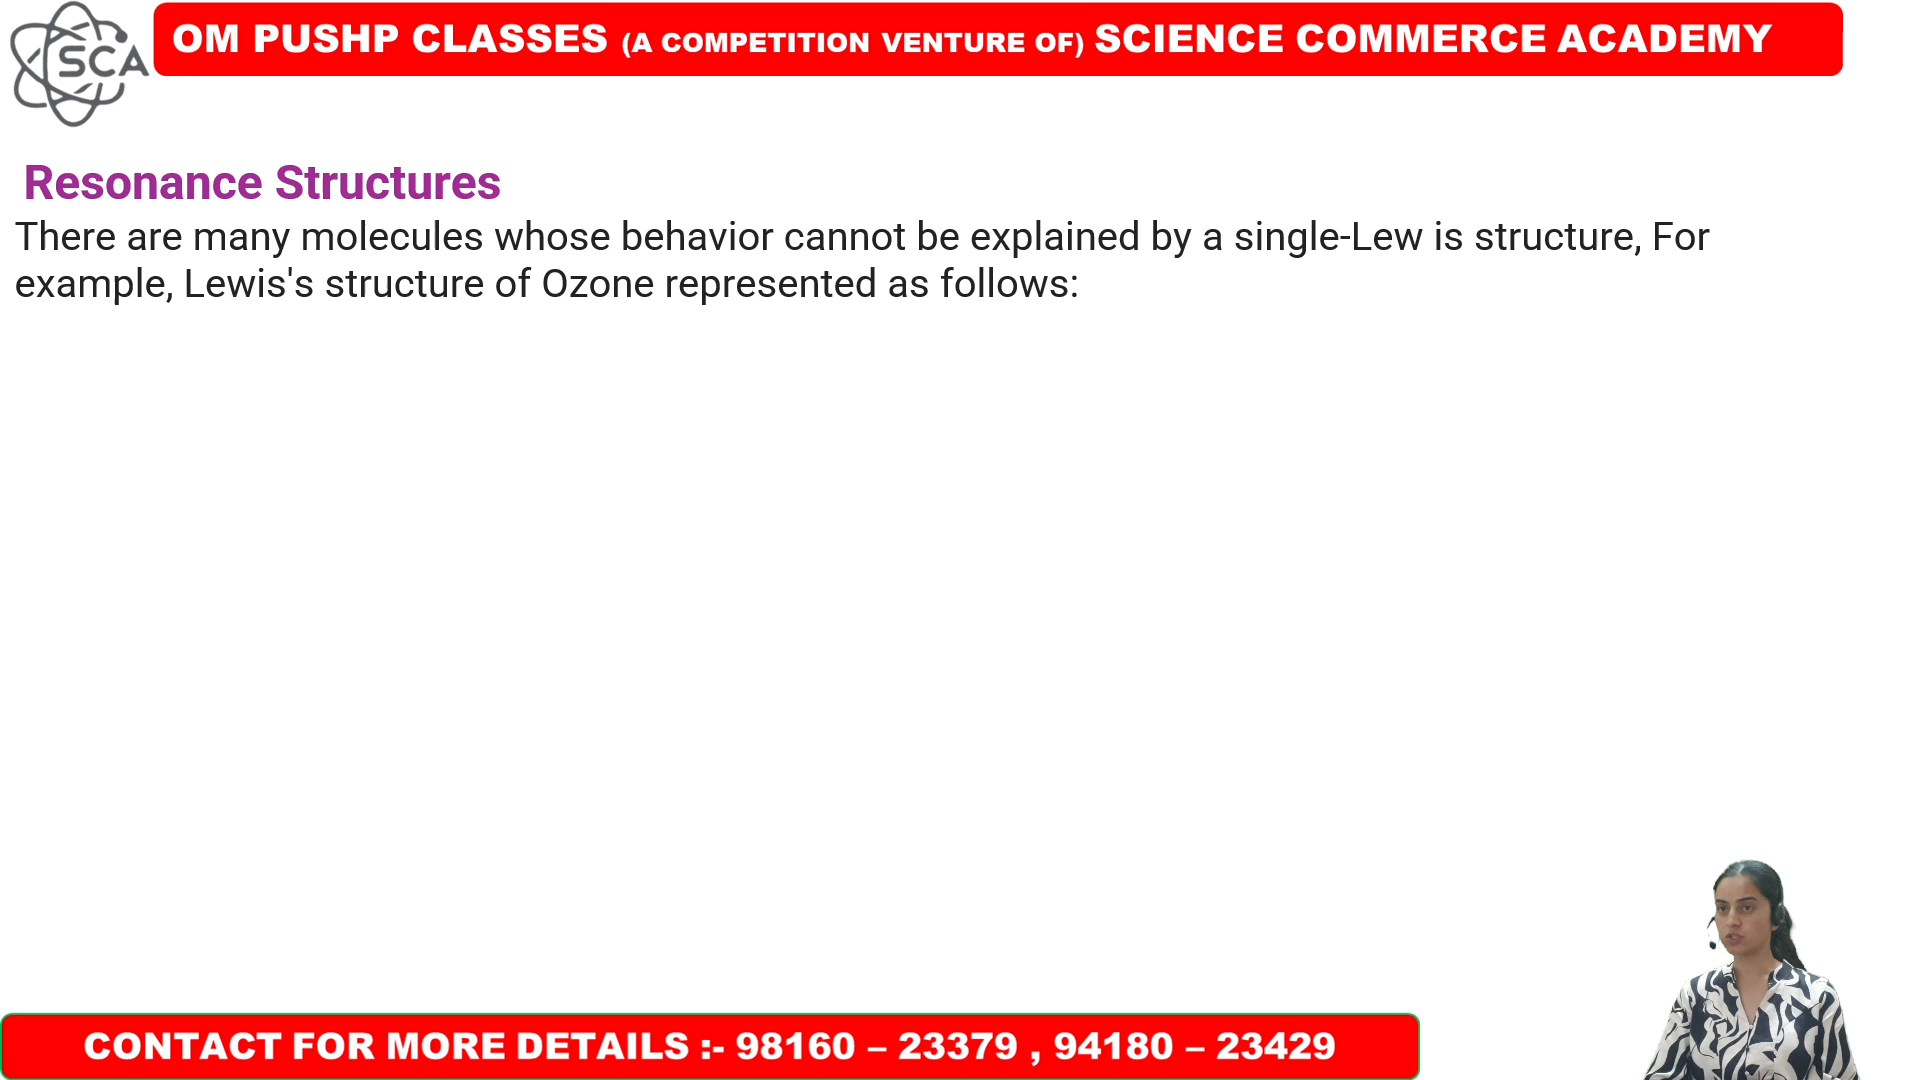 SCA
OM PUSHP CLASSES (A COMPETITION VENTURE OF) SCIENCE COMMERCE ACADEMY
Resonance Structures
There are many molecules whose behavior cannot be explained by a single-Lew is structure, For
example, Lewis's structure of Ozone represented as follows:
CONTACT FOR MORE DETAILS :- 98160 – 23379 , 94180 – 23429